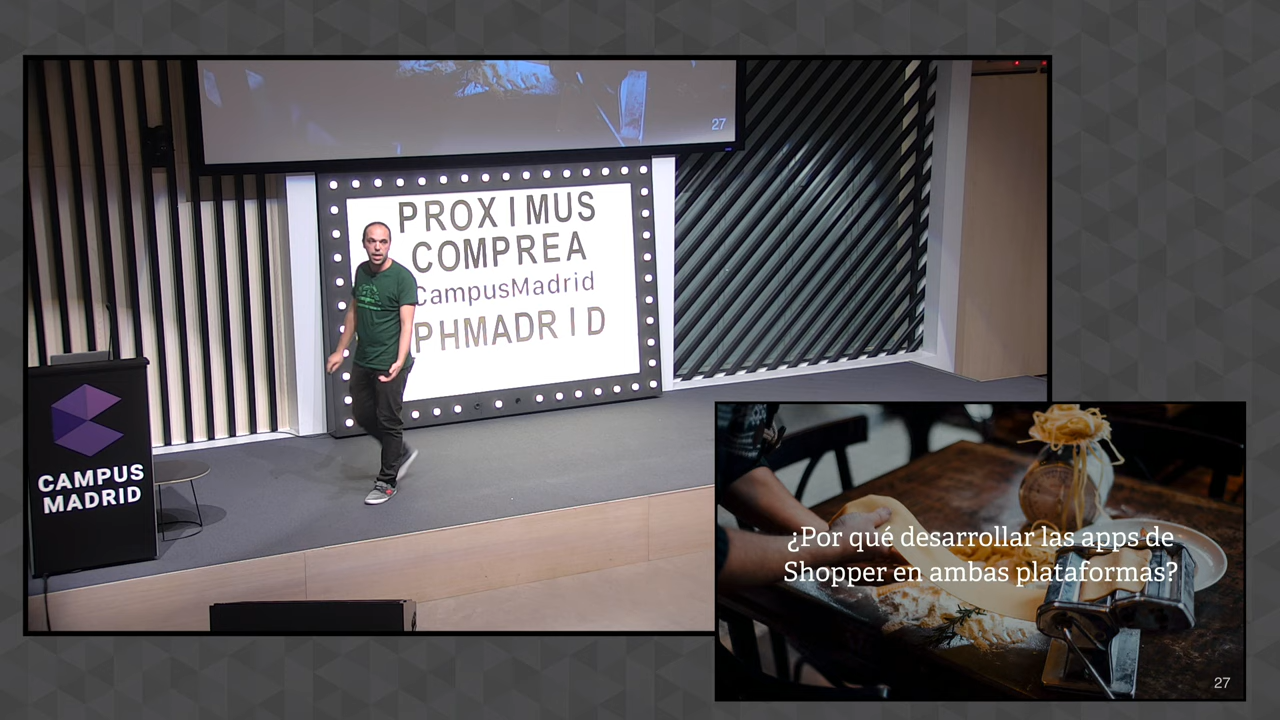 27
PROXIMUS
COMPREA
CampusMadrid
PHMADRID
CAMPUS
MADRID
¿Por qué desarrollar las apps de
Shopper en ambas plataformas?
27